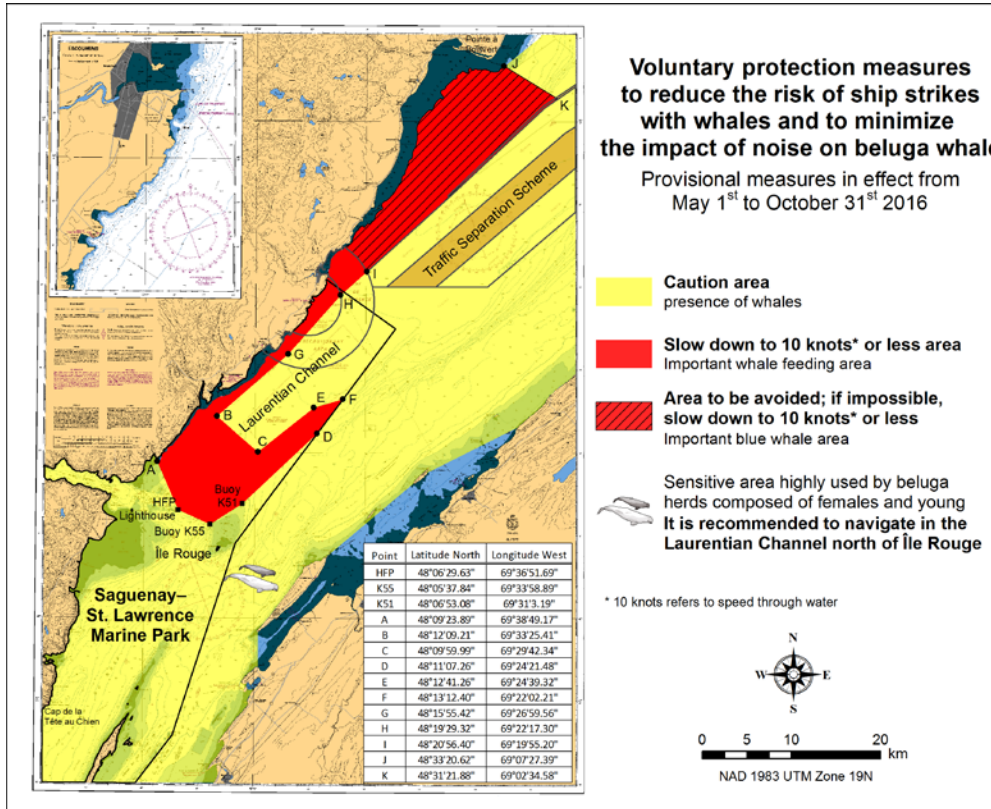 Voluntary protection measures
to reduce the risk of ship strikes
with whales and to minimize
the impact of noise on beluga whale
Provisional measures in effect from
May 1st to October 31st 2016
Caution area
presence of whales
Slow down to 10 knots* or less area
Important whale feeding area
Area to be avoided; if impossible,
slow down to 10 knots* or less
Important blue whale area
Sensitive area highly used by beluga
herds composed of females and young
It is recommended to navigate in the
Laurentian Channel north of Île Rouge
* 10 knots refers to speed through water
N
W E
S
0 5 10 20
km
NAD 1983 UTM Zone 19N
Pointe à
Boisvert
J
K
Traffic Separation Scheme
I
H
G
Laurentian Channel
B
E
F
C
D
A
HFP
Lighthouse
Buoy
K51
Buoy K55
Île Rouge
Saguenay–
St. Lawrence
Marine Park
Cap de la
Tête au Chien
Point Latitude North Longitude West
HFP 48°06'29.63" 69°36'51.69"
K55 48°05'37.84" 69°33'58.89"
K51 48°06'53.08" 69°31'3.19"
A 48°09'23.89" 69°38'49.17"
B 48°12'09.21" 69°33'25.41"
C 48°09'59.99" 69°29'42.34"
D 48°11'07.26" 69°24'21.48"
E 48°12'41.26" 69°24'39.32"
F 48°13'12.40" 69°22'02.21"
G 48°15'55.42" 69°26'59.56"
H 48°19'29.32" 69°22'17.30"
I 48°20'56.40" 69°19'55.20"
J 48°33'20.62" 69°07'27.39"
K 48°31'21.88" 69°02'34.58"